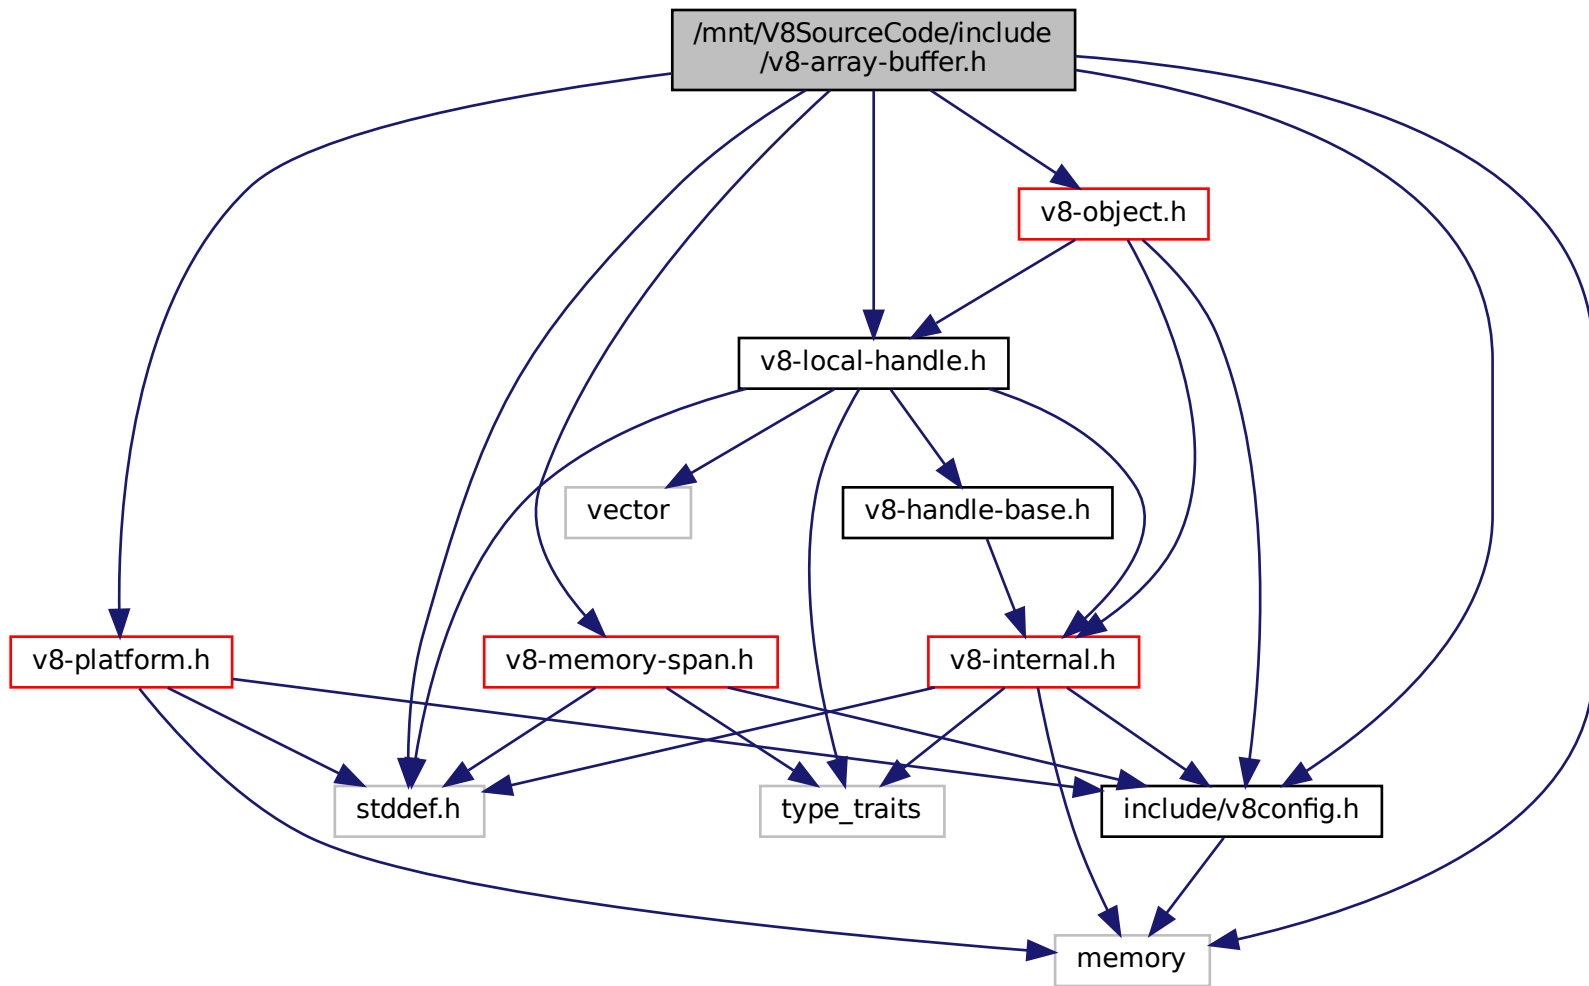 /mnt/V8SourceCode/include
/v8-array-buffer.h
v8-object.h
v8-local-handle.h
vector
v8-handle-base.h
v8-platform.h
v8-memory-span.h
v8-internal.h
stddef.h
type_traits
include/v8config.h
memory